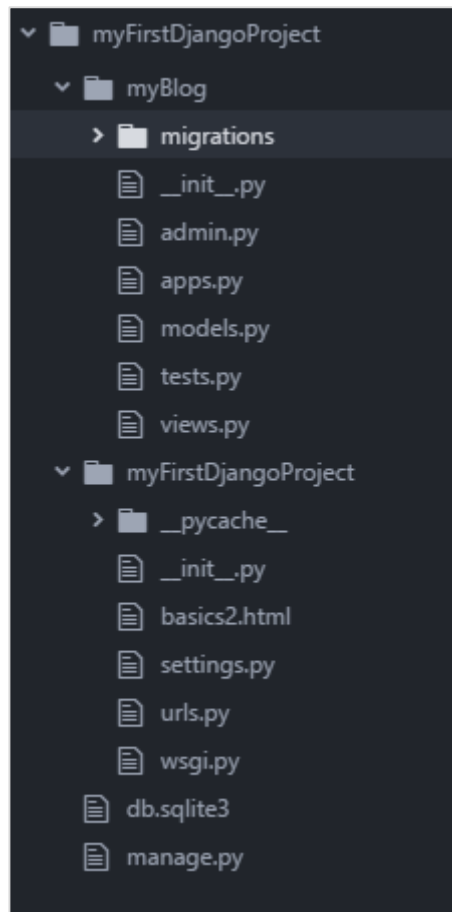 myFirstDjangoProject
myBlog
migrations
__init__.py
admin.py
apps.py
models.py
tests.py
views.py
myFirstDjangoProject
__pycache__
__init__.py
basics2.html
settings.py
urls.py
wsgi.py
db.sqlite3
manage.py